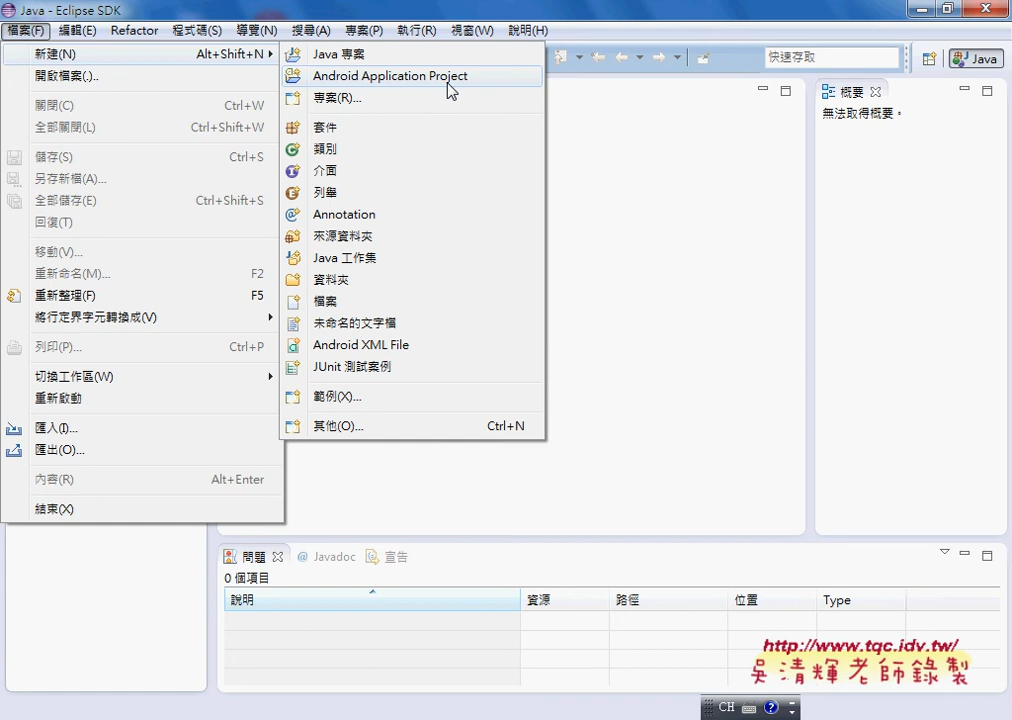 Java - Eclipse SDK
檔案(F) 編輯(E) Refactor 程式碼(S) 導覽(N) 搜尋(A) 專案(P) 執行(R) 視窗(W) 說明(H)
新建(N) Alt+Shift+N
開啟檔案(.)..
關閉(C) Ctrl+W
全部關閉(L) Ctrl+Shift+W
儲存(S) Ctrl+S
另存新檔(A)...
全部儲存(E) Ctrl+Shift+S
回復(T)
移動(V)...
重新命名(M)... F2
重新整理(F) F5
將行定界字元轉換成(V)
列印(P)... Ctrl+P
切換工作區(W)
重新啟動
匯入(I)...
匯出(O)...
內容(R) Alt+Enter
結束(X)
Java 專案
Android Application Project
專案(R)...
套件
類別
介面
列舉
Annotation
來源資料夾
Java 工作集
資料夾
檔案
未命名的文字檔
Android XML File
JUnit 測試案例
範例(X)...
其他(O)... Ctrl+N
快速存取
Java
概要
無法取得概要。
問題 @ Javadoc 宣告
0 個項目
說明 資源 路徑 位置 Type
http://www.tqc.idv.tw/
吳清輝老師錄製
CH